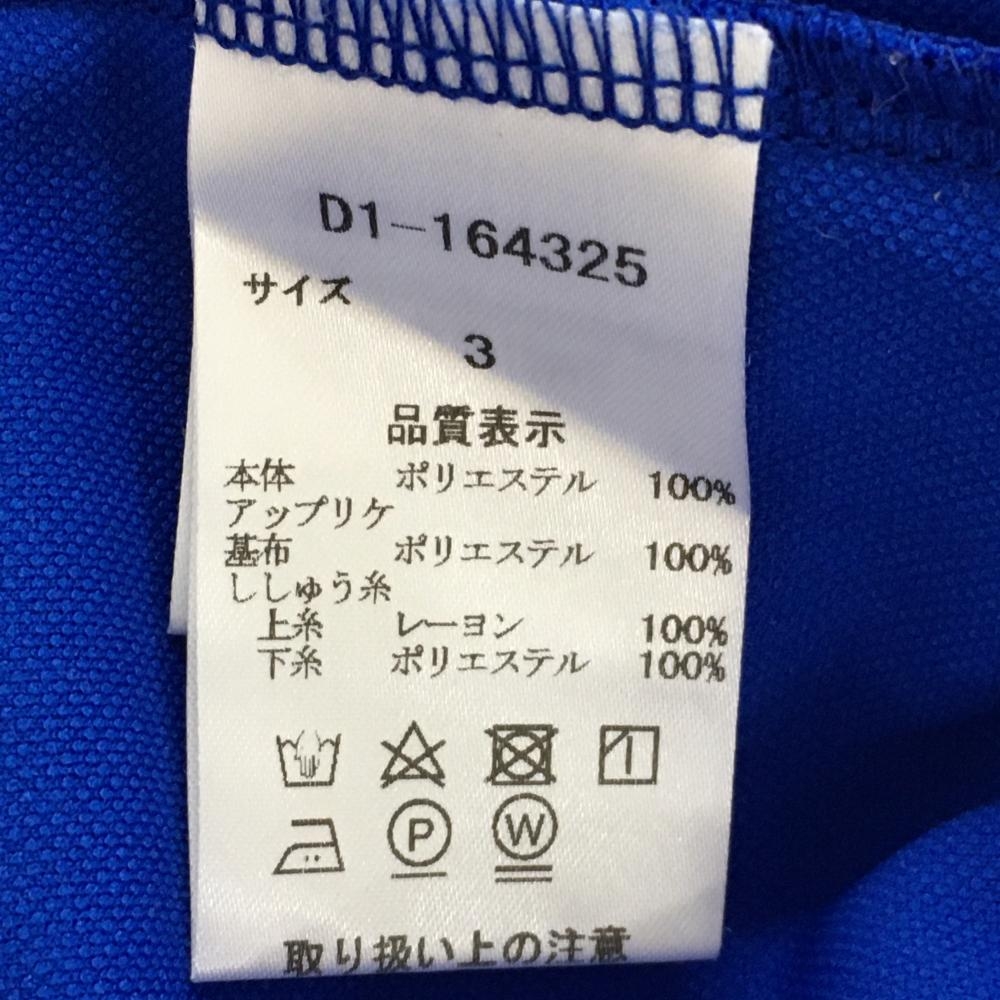 D1-164325
サイズ
3
品質表示
本体 ポリエステル 100%
アップリケ
基布 ポリエステル 100%
ししゅう糸
上糸 レーヨン 100%
下糸 ポリエステル 100%
P W
取り扱い上の注意